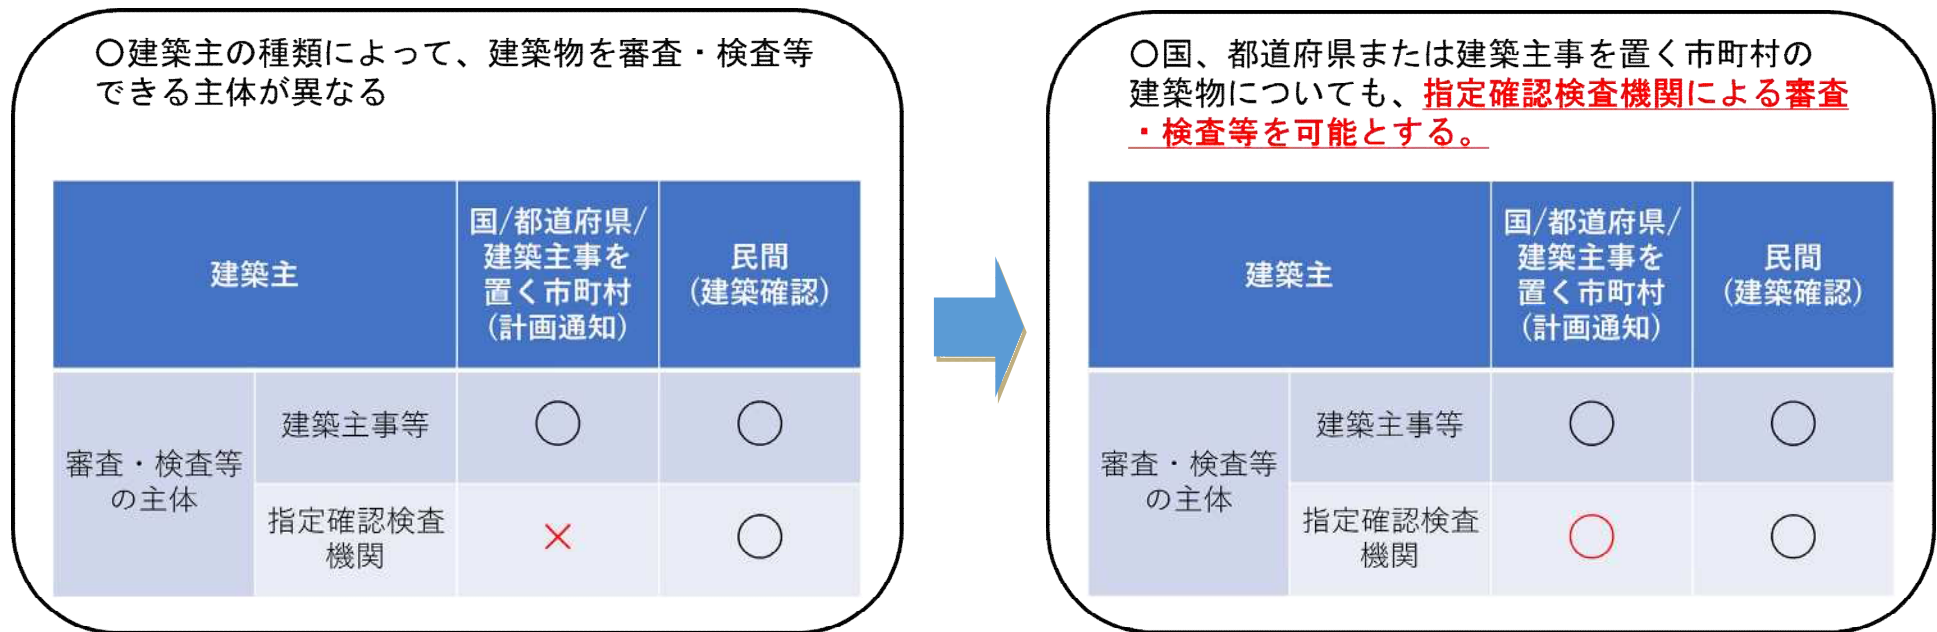 〇建築主の種類によって、建築物を審査・検査等
できる主体が異なる
建築主
国/都道府県/
建築主事を
置く市町村
(計画通知)
民間
(建築確認)
審査・検査等
の主体
建築主事等
〇
〇
指定確認検査
機関
×
〇
〇国、都道府県または建築主事を置く市町村の
建築物についても、指定確認検査機関による審査
・検査等を可能とする。
建築主
国/都道府県/
建築主事を
置く市町村
(計画通知)
民間
(建築確認)
審査・検査等
の主体
建築主事等
〇
〇
指定確認検査
機関
〇
〇